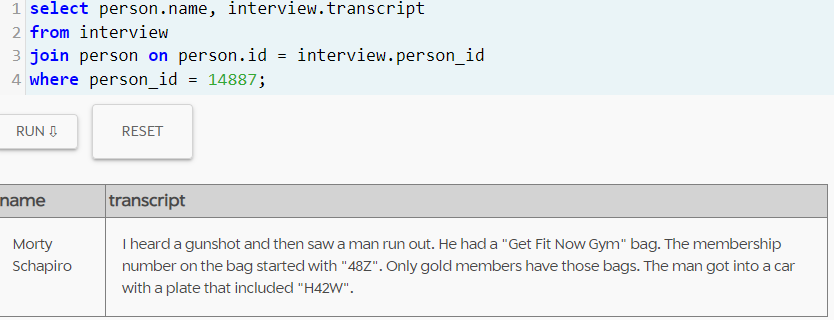 1 select person.name, interview.transcript
2 from interview
3 join person on person.id = interview.person_id
4 where person_id = 14887;
RUN ⇩
RESET
name transcript
Morty Schapiro
I heard a gunshot and then saw a man run out. He had a "Get Fit Now Gym" bag. The membership
number on the bag started with "48Z". Only gold members have those bags. The man got into a car
with a plate that included "H42W".